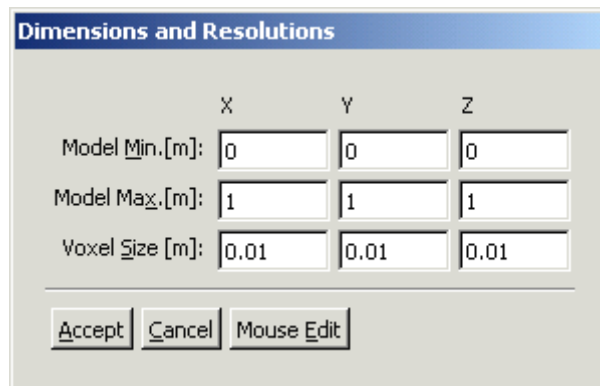 Dimensions and Resolutions
X Y Z
Model Min.[m]: 0 0 0
Model Max.[m]: 1 1 1
Voxel Size [m]: 0.01 0.01 0.01
Accept Cancel Mouse Edit